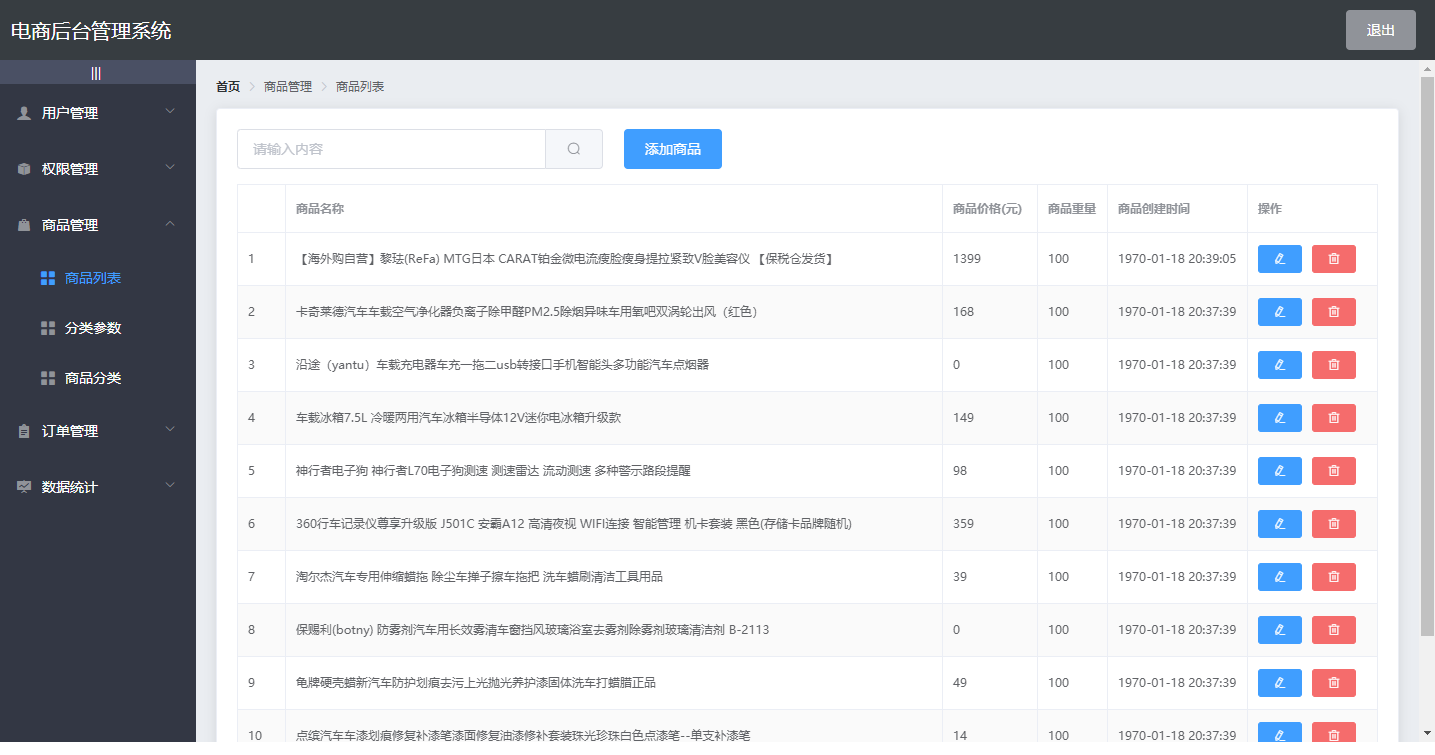 电商后台管理系统
退出
|||
用户管理
权限管理
商品管理
商品列表
分类参数
商品分类
订单管理
数据统计
首页 > 商品管理 > 商品列表
请输入内容
添加商品
商品名称 商品价格(元) 商品重量 商品创建时间 操作
1 【海外购自营】黎珐(ReFa) MTG日本 CARAT铂金微电流瘦脸瘦身提拉紧致V脸美容仪 【保税仓发货】 1399 100 1970-01-18 20:39:05
2 卡奇莱德汽车车载空气净化器负离子除甲醛PM2.5除烟异味车用氧吧双涡轮出风（红色） 168 100 1970-01-18 20:37:39
3 沿途（yantu）车载充电器车充一拖二usb转接口手机智能头多功能汽车点烟器 0 100 1970-01-18 20:37:39
4 车载冰箱7.5L 冷暖两用汽车冰箱半导体12V迷你电冰箱升级款 149 100 1970-01-18 20:37:39
5 神行者电子狗 神行者L70电子狗测速 测速雷达 流动测速 多种警示路段提醒 98 100 1970-01-18 20:37:39
6 360行车记录仪尊享升级版 J501C 安霸A12 高清夜视 WIFI连接 智能管理 机卡套装 黑色(存储卡品牌随机) 359 100 1970-01-18 20:37:39
7 淘尔杰汽车专用伸缩蜡拖 除尘车掸子擦车拖把 洗车蜡刷清洁工具用品 39 100 1970-01-18 20:37:39
8 保赐利(botny) 防雾剂汽车用长效雾清车窗挡风玻璃浴室去雾剂除雾剂玻璃清洁剂 B-2113 0 100 1970-01-18 20:37:39
9 龟牌硬壳蜡新汽车防护划痕去污上光抛光养护漆固体洗车打蜡腊正品 49 100 1970-01-18 20:37:39
10 点缤汽车车漆划痕修复补漆笔漆面修复油漆修补套装珠光珍珠白色点漆笔--单支补漆笔 14 100 1970-01-18 20:37:39